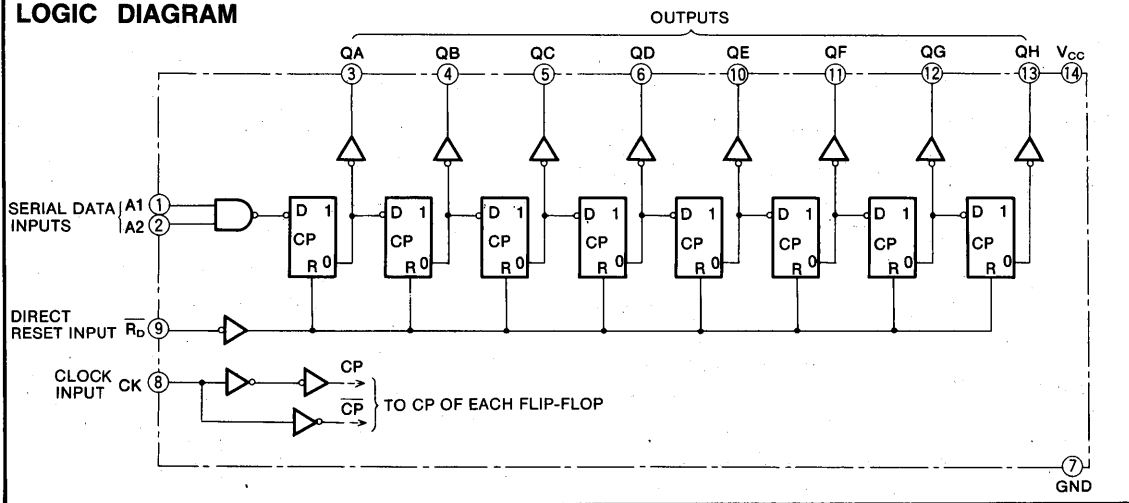 LOGIC DIAGRAM
OUTPUTS
QA QB QC QD QE QF QG QH VCC
3 4 5 6 10 11 12 13 14
SERIAL DATA INPUTS
A1 1
A2 2
D 1 D 1 D 1 D 1 D 1 D 1 D 1 D 1
CP CP CP CP CP CP CP CP
R 0 R 0 R 0 R 0 R 0 R 0 R 0 R 0
DIRECT
RESET INPUT R̅D̅ 9
CLOCK
INPUT CK 8
CP
C̅P̅
TO CP OF EACH FLIP-FLOP
7
GND